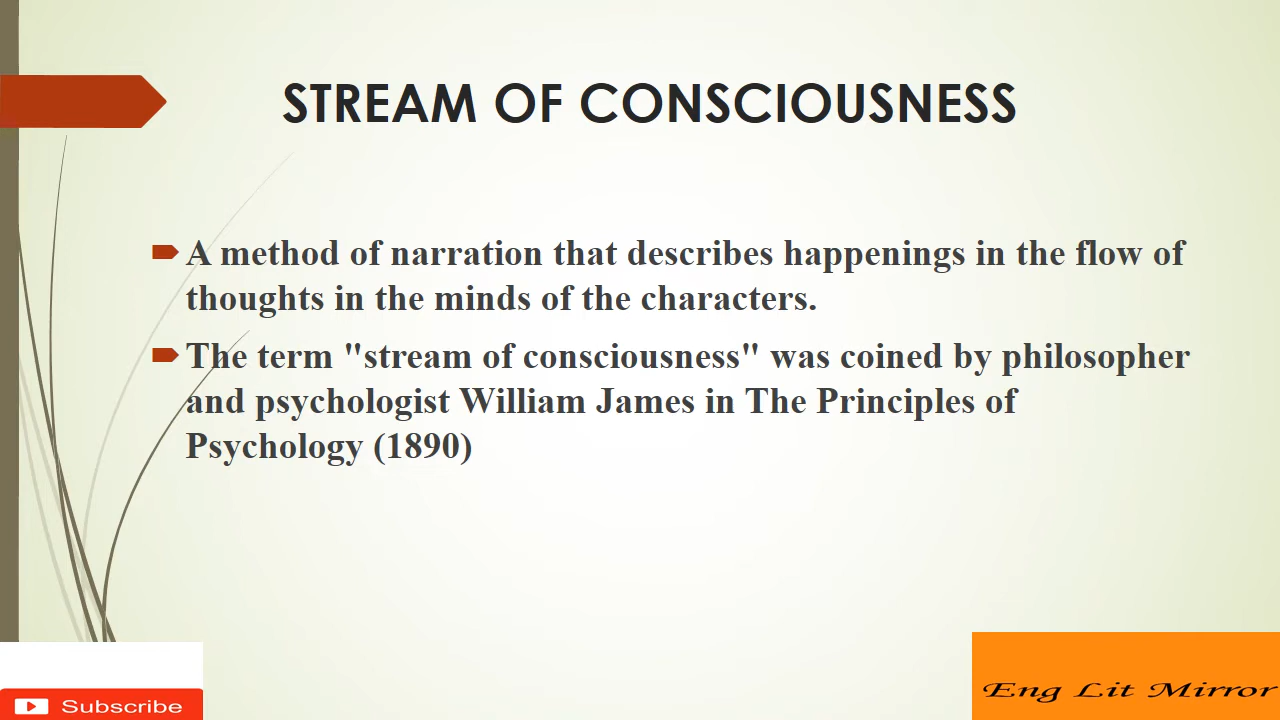 STREAM OF CONSCIOUSNESS
A method of narration that describes happenings in the flow of
thoughts in the minds of the characters.
The term "stream of consciousness" was coined by philosopher
and psychologist William James in The Principles of
Psychology (1890)
Subscribe
Eng Lit Mirror